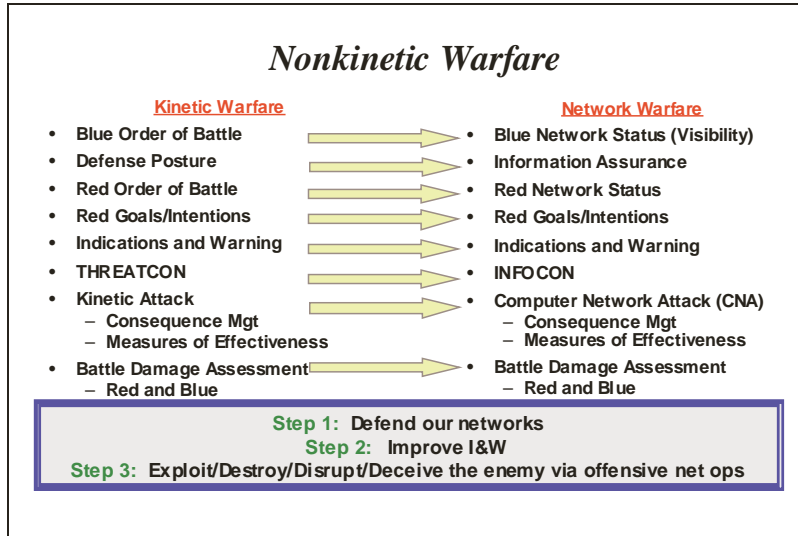 Nonkinetic Warfare
Kinetic Warfare
• Blue Order of Battle
• Defense Posture
• Red Order of Battle
• Red Goals/Intentions
• Indications and Warning
• THREATCON
• Kinetic Attack
– Consequence Mgt
– Measures of Effectiveness
• Battle Damage Assessment
– Red and Blue
Network Warfare
• Blue Network Status (Visibility)
• Information Assurance
• Red Network Status
• Red Goals/Intentions
• Indications and Warning
• INFOCON
• Computer Network Attack (CNA)
– Consequence Mgt
– Measures of Effectiveness
• Battle Damage Assessment
– Red and Blue
Step 1: Defend our networks
Step 2: Improve I&W
Step 3: Exploit/Destroy/Disrupt/Deceive the enemy via offensive net ops